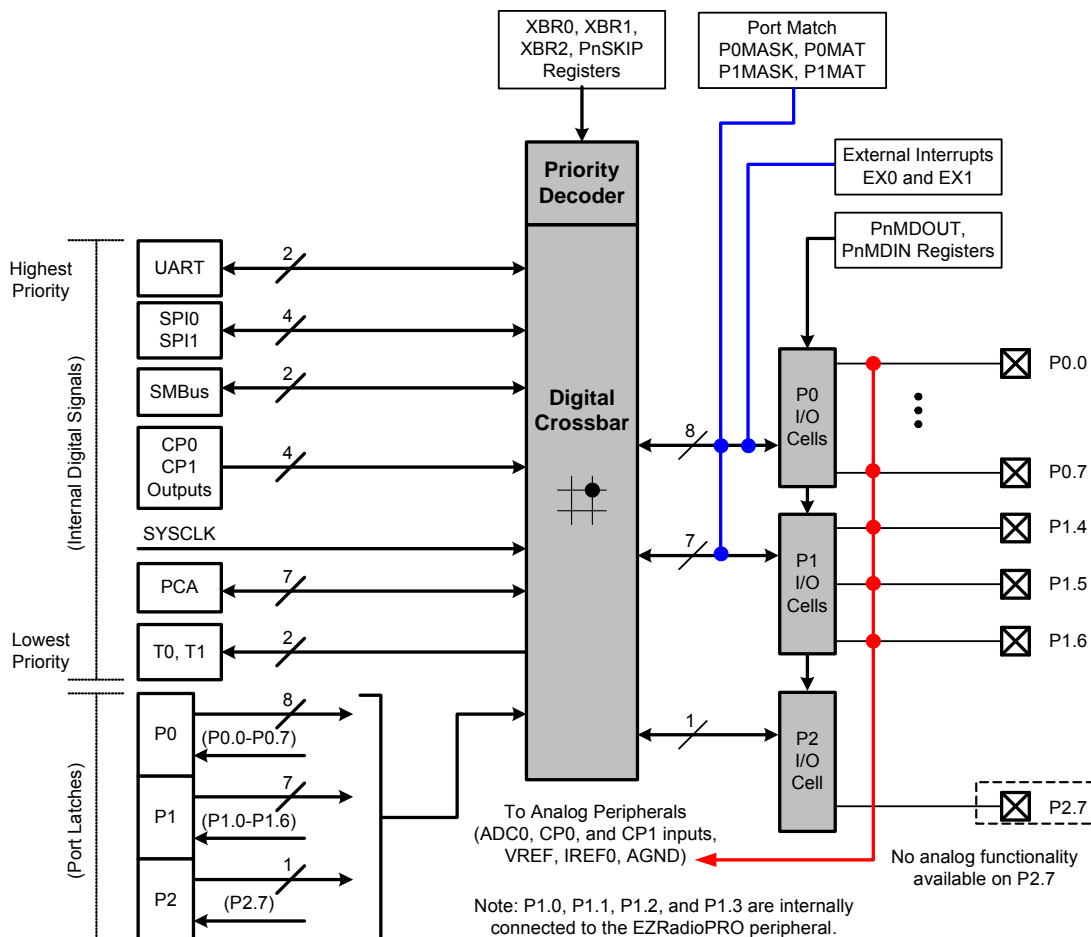 XBR0, XBR1,
XBR2, PnSKIP
Registers
Port Match
P0MASK, P0MAT
P1MASK, P1MAT
External Interrupts
EX0 and EX1
Priority
Decoder
PnMDOUT,
PnMDIN Registers
Highest
Priority
(Internal Digital Signals)
UART
2
SPI0
SPI1
4
SMBus
2
CP0
CP1
Outputs
4
SYSCLK
PCA
7
Lowest
Priority
T0, T1
2
Digital
Crossbar
8
7
1
P0
I/O
Cells
P0.0
P0.7
P1
I/O
Cells
P1.4
P1.5
P1.6
P2
I/O
Cell
P2.7
(Port Latches)
P0
8
(P0.0-P0.7)
P1
7
(P1.0-P1.6)
P2
1
(P2.7)
To Analog Peripherals
(ADC0, CP0, and CP1 inputs,
VREF, IREF0, AGND)
No analog functionality
available on P2.7
Note: P1.0, P1.1, P1.2, and P1.3 are internally
connected to the EZRadioPRO peripheral.